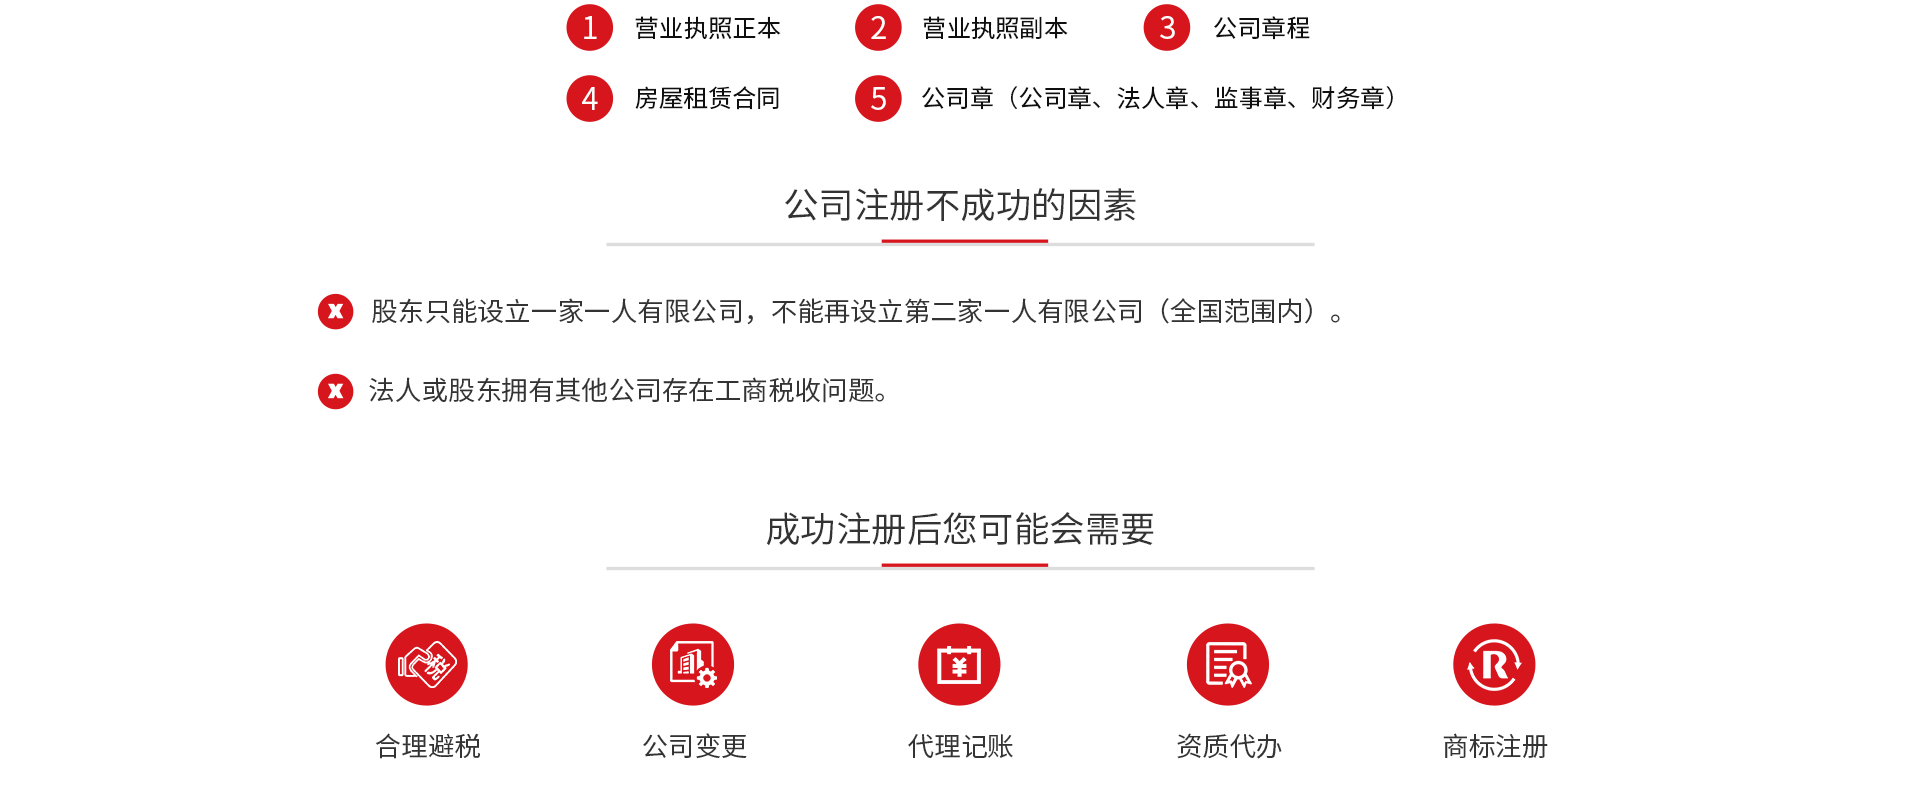 1 营业执照正本 2 营业执照副本 3 公司章程
4 房屋租赁合同 5 公司章（公司章、法人章、监事章、财务章）
公司注册不成功的因素
x 股东只能设立一家一人有限公司，不能再设立第二家一人有限公司（全国范围内）。
x 法人或股东拥有其他公司存在工商税收问题。
成功注册后您可能会需要
税 ¥ R
合理避税 公司变更 代理记账 资质代办 商标注册